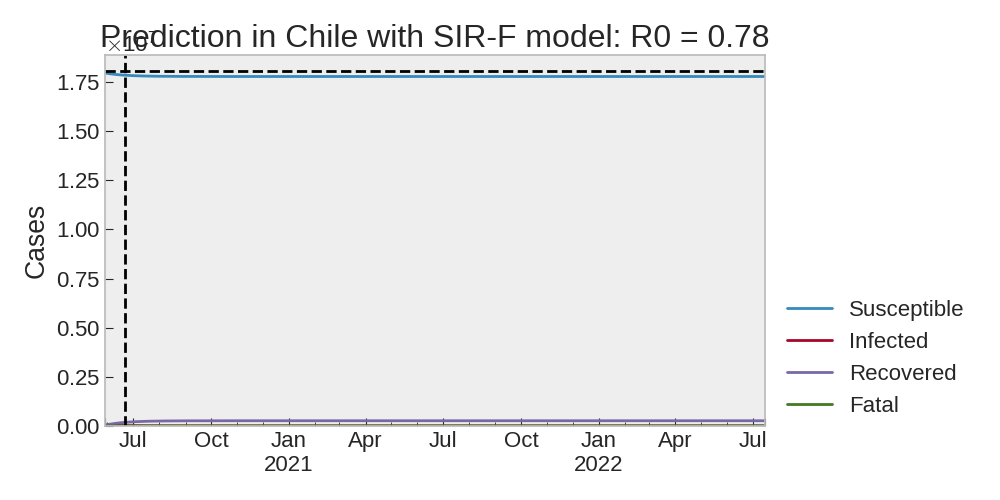 Prediction in Chile with SIR-F model: R0 = 0.78
×10⁷
Cases
1.75
1.50
1.25
1.00
0.75
0.50
0.25
0.00
Jul Oct Jan Apr Jul Oct Jan Apr Jul
2021 2022
Susceptible
Infected
Recovered
Fatal